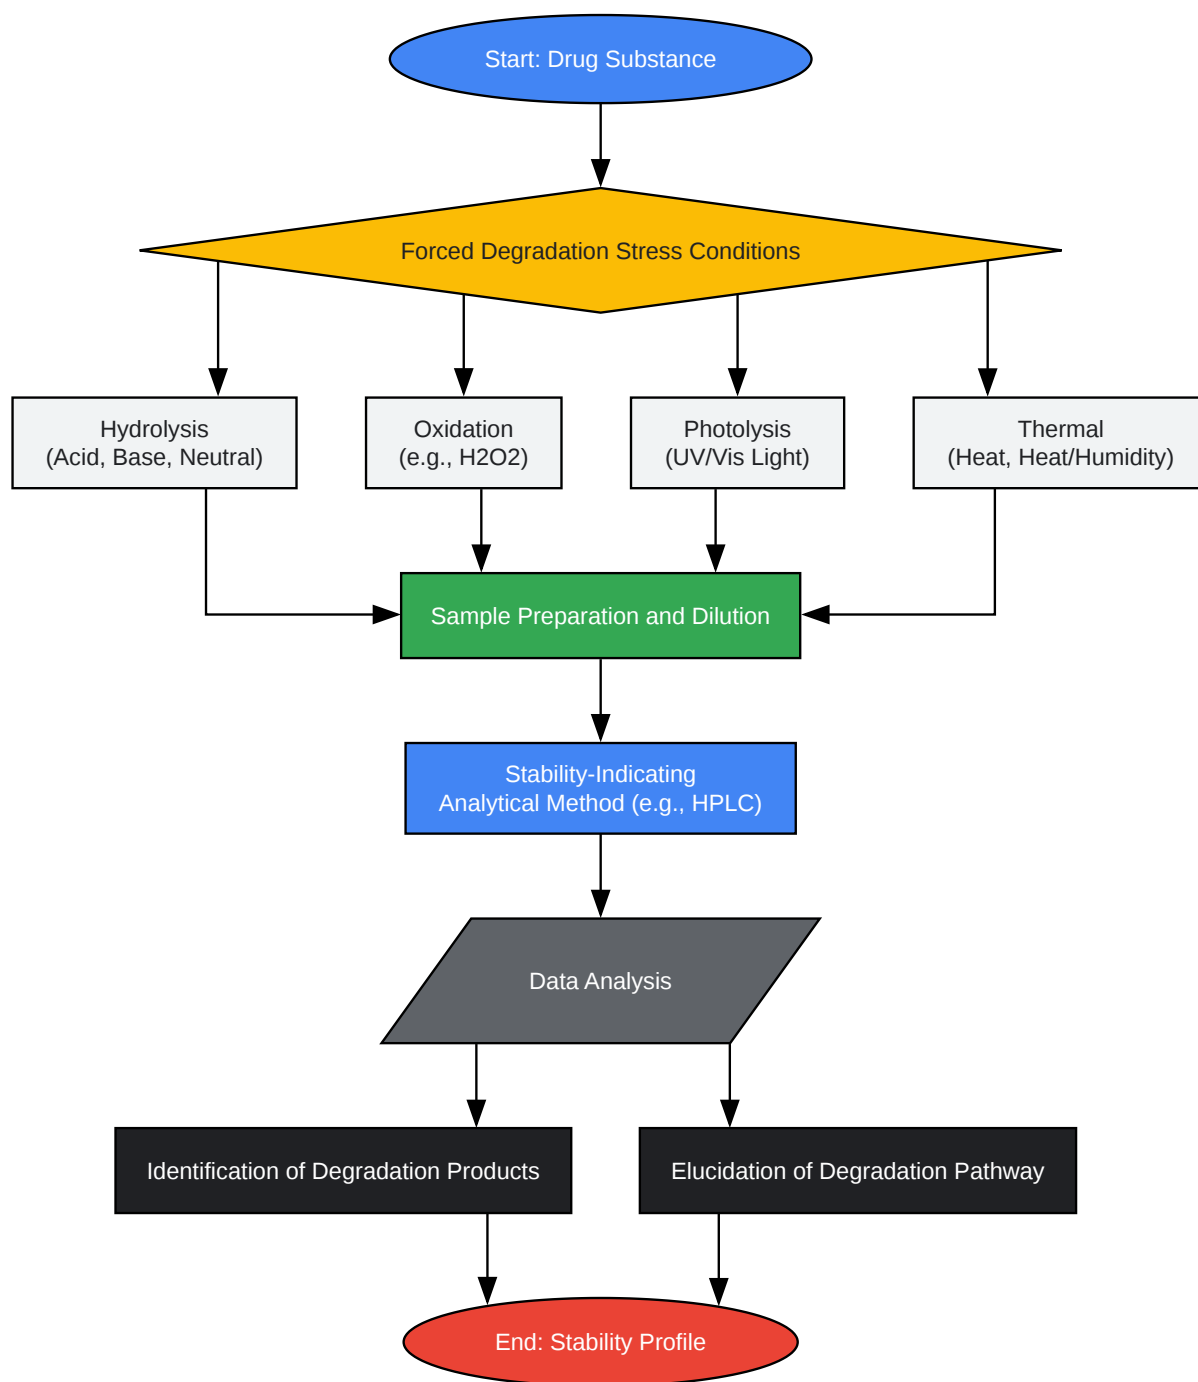 Start: Drug Substance
Forced Degradation Stress Conditions
Hydrolysis
(Acid, Base, Neutral)
Oxidation
(e.g., H2O2)
Photolysis
(UV/Vis Light)
Thermal
(Heat, Heat/Humidity)
Sample Preparation and Dilution
Stability-Indicating
Analytical Method (e.g., HPLC)
Data Analysis
Identification of Degradation Products
Elucidation of Degradation Pathway
End: Stability Profile